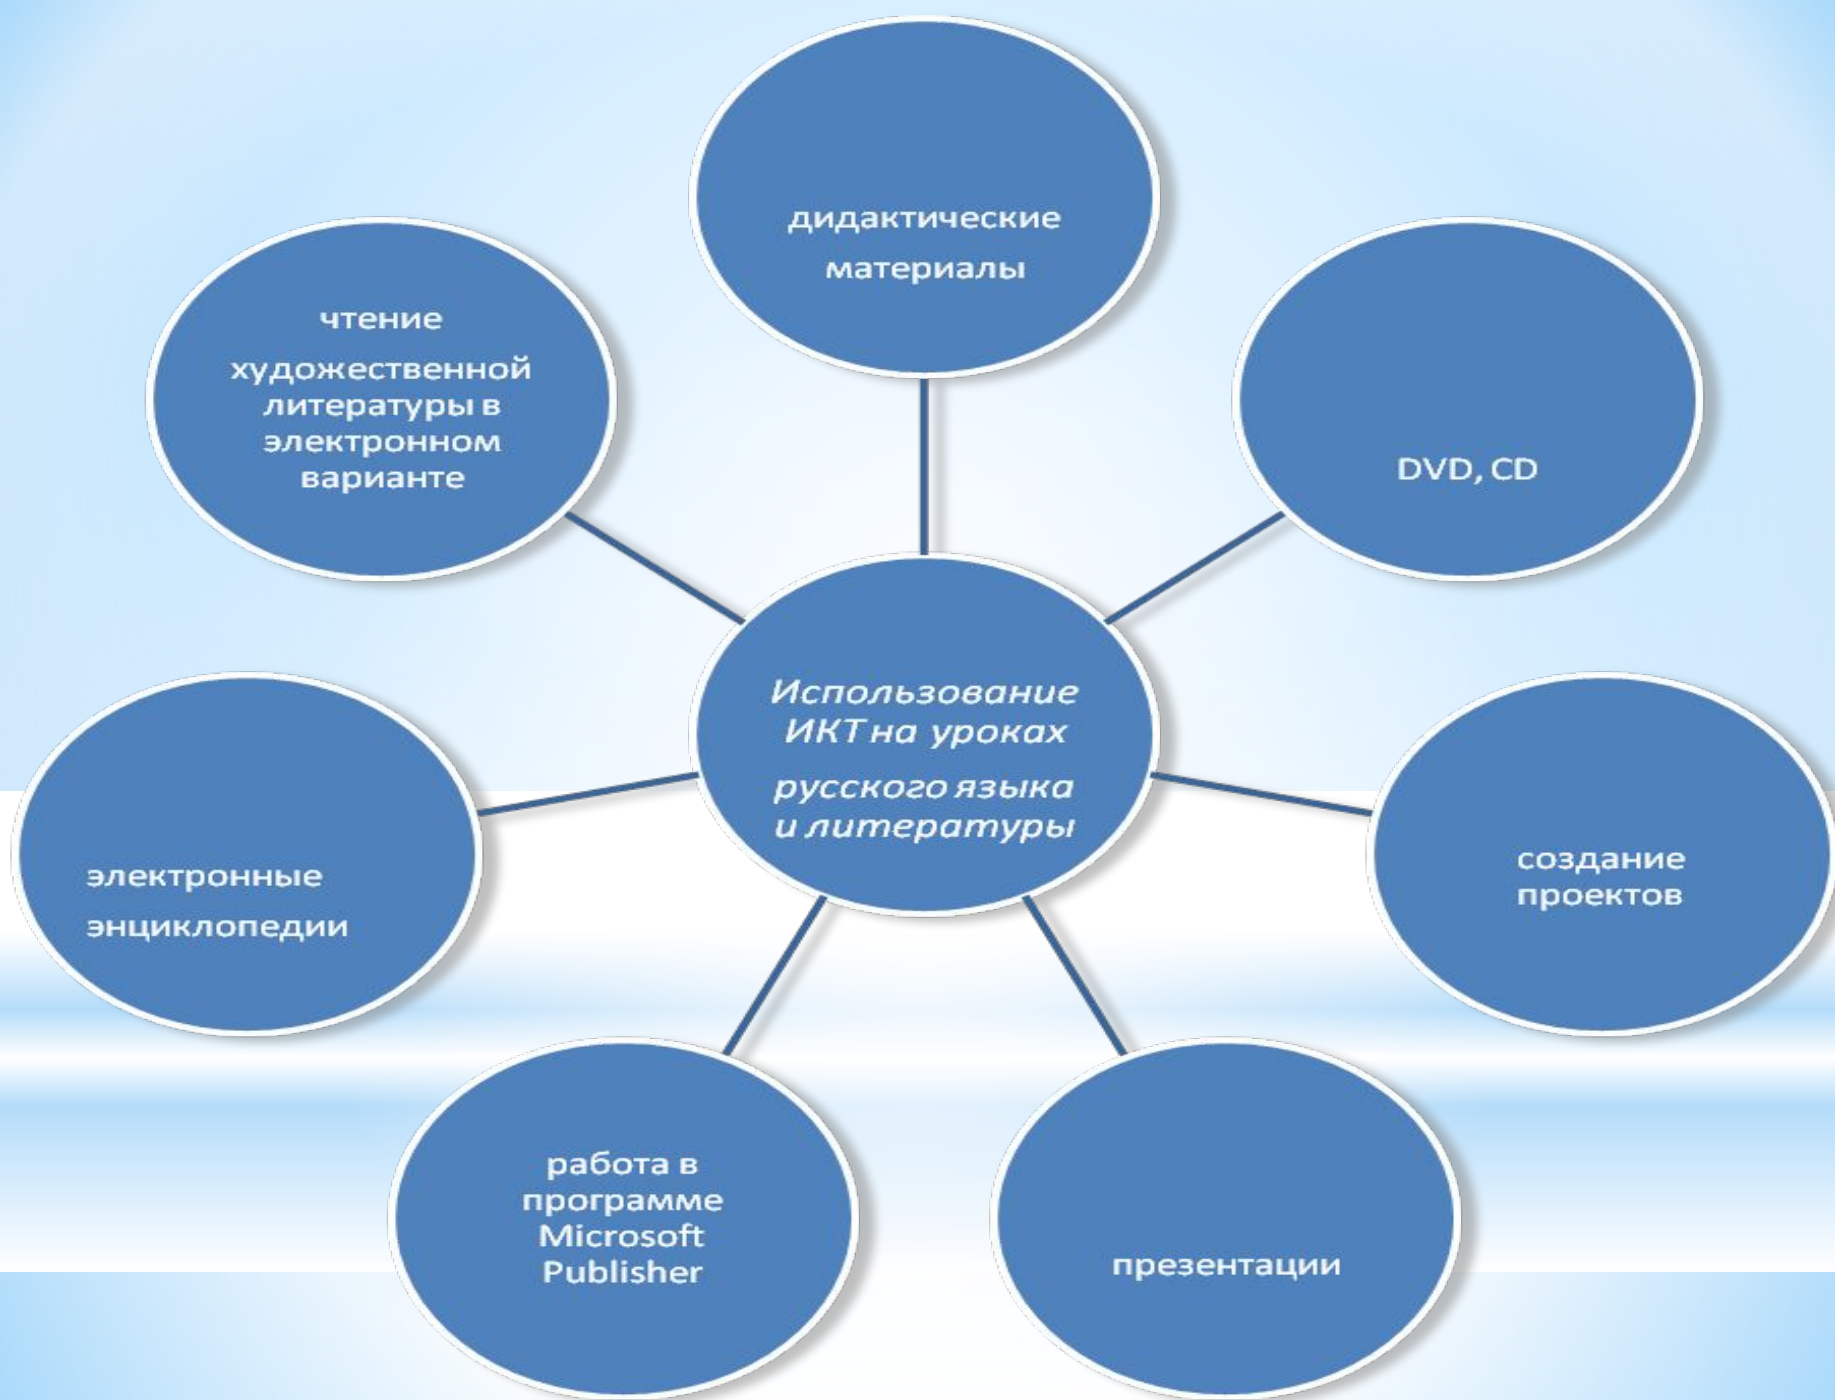 дидактические
материалы
чтение
художественной
литературы в
электронном
варианте
DVD, CD
Использование
ИКТ на уроках
русского языка
и литературы
электронные
энциклопедии
создание
проектов
работа в
программе
Microsoft
Publisher
презентации